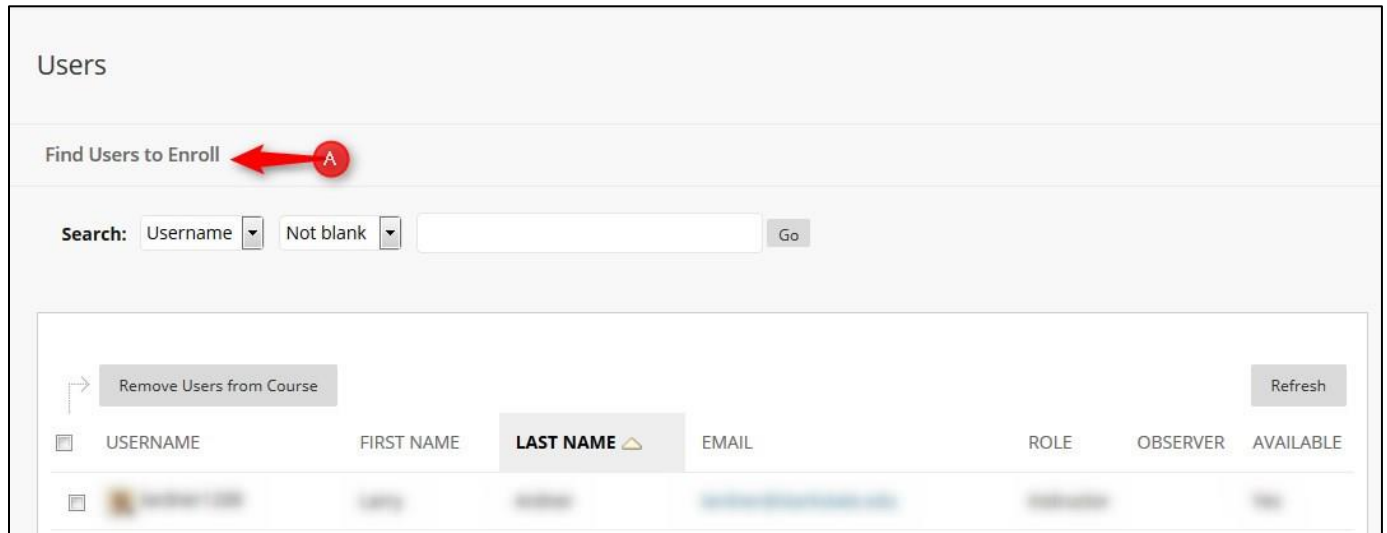 Users
Find Users to Enroll A
Search: Username Not blank Go
Remove Users from Course Refresh
USERNAME FIRST NAME LAST NAME EMAIL ROLE OBSERVER AVAILABLE